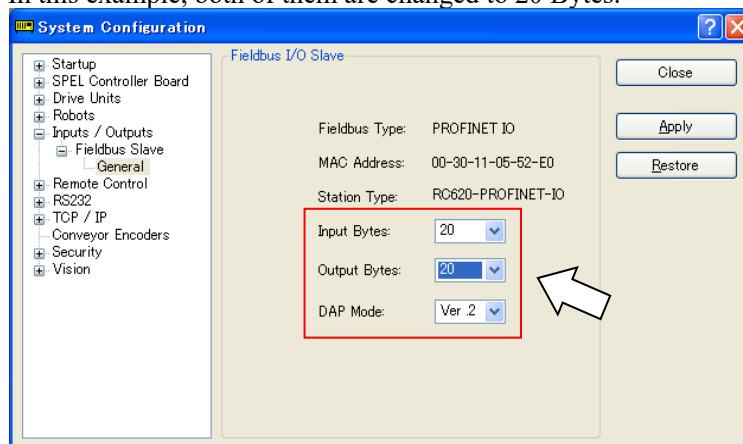 In this example, both of them are changed to 20 Bytes.
System Configuration
Startup
SPEL Controller Board
Drive Units
Robots
Inputs / Outputs
Fieldbus Slave
General
Remote Control
RS232
TCP / IP
Conveyor Encoders
Security
Vision
Fieldbus I/O Slave
Fieldbus Type: PROFINET IO
MAC Address: 00-30-11-05-52-E0
Station Type: RC620-PROFINET-IO
Input Bytes: 20
Output Bytes: 20
DAP Mode: Ver .2
Close
Apply
Restore